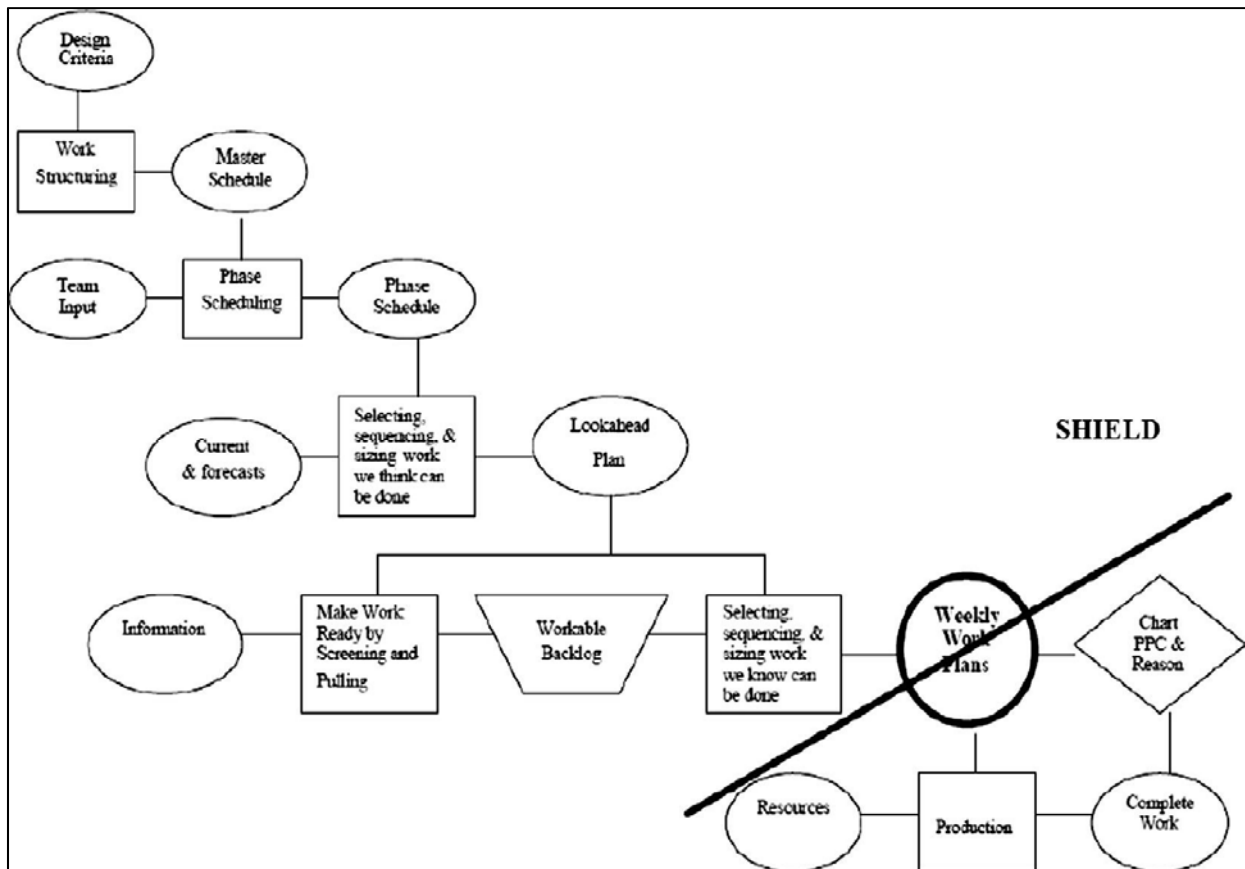 Design
Criteria
Work
Structuring
Master
Schedule
Team
Input
Phase
Scheduling
Phase
Schedule
Current
& forecasts
Selecting,
sequencing, &
sizing work
we think can
be done
Lookahead
Plan
SHIELD
Information
Make Work
Ready by
Screening and
Pulling
Workable
Backlog
Selecting,
sequencing, &
sizing work
we know can
be done
Weekly
Work
Plans
Chart
PPC &
Reason
Resources
Production
Complete
Work